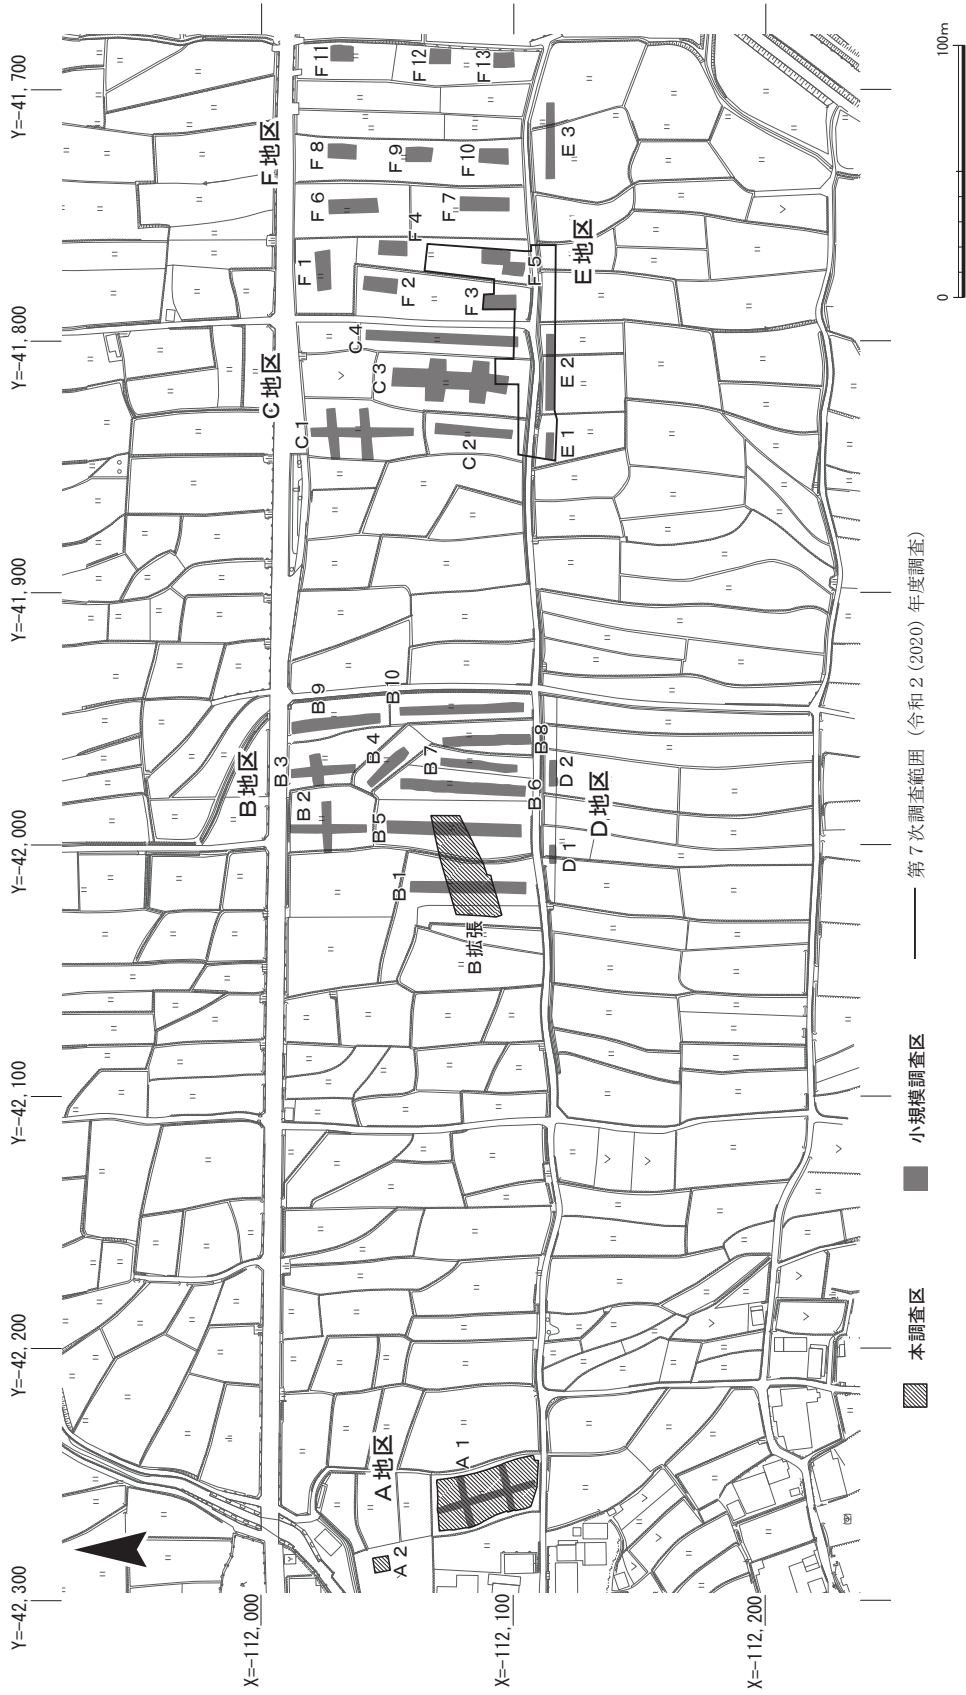 Y=-42,300
Y=-42,200
Y=-42,100
Y=-42,000
Y=-41,900
Y=-41,800
Y=-41,700
X=-112,000
X=-112,100
X=-112,200
A地区
A1
A2
B地区
B1
B2
B3
B4
B5
B6
B7
B8
B9
B10
B拡張
C地区
C1
C2
C3
C4
D地区
D1
D2
E地区
E1
E2
E3
F地区
F1
F2
F3
F4
F5
F6
F7
F8
F9
F10
F11
F12
F13
本調査区
小規模調査区
第7次調査範囲(令和2(2020)年度調査)
0
100m